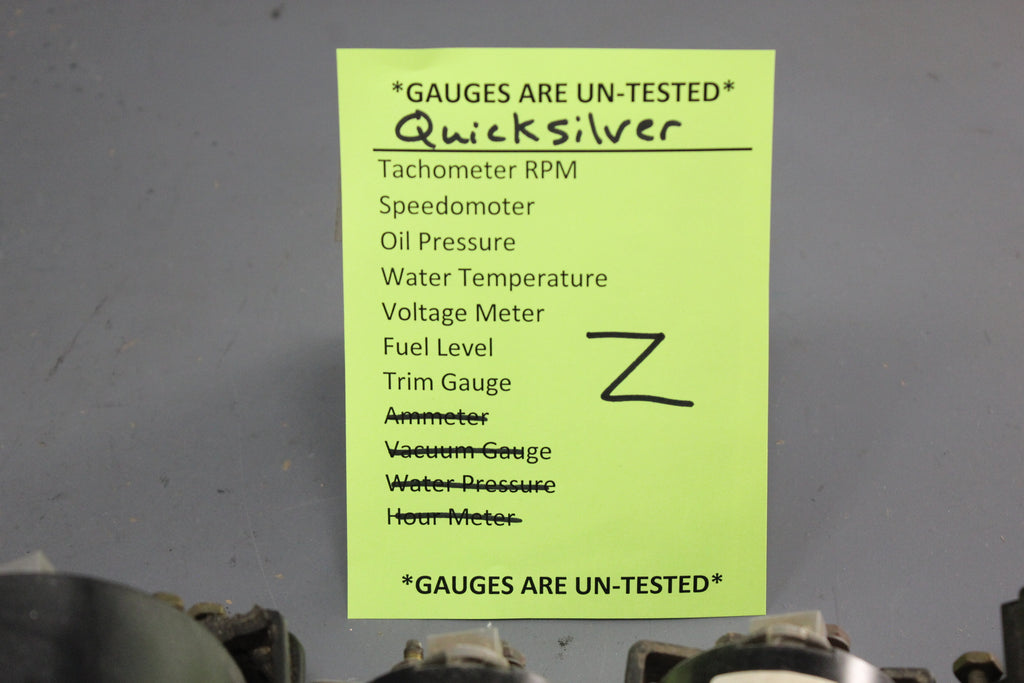 *GAUGES ARE UN-TESTED*
Quicksilver
Tachometer RPM
Speedomoter
Oil Pressure
Water Temperature
Voltage Meter
Fuel Level
Trim Gauge
Z
Ammeter
Vacuum Gauge
Water Pressure
Hour Meter
*GAUGES ARE UN-TESTED*